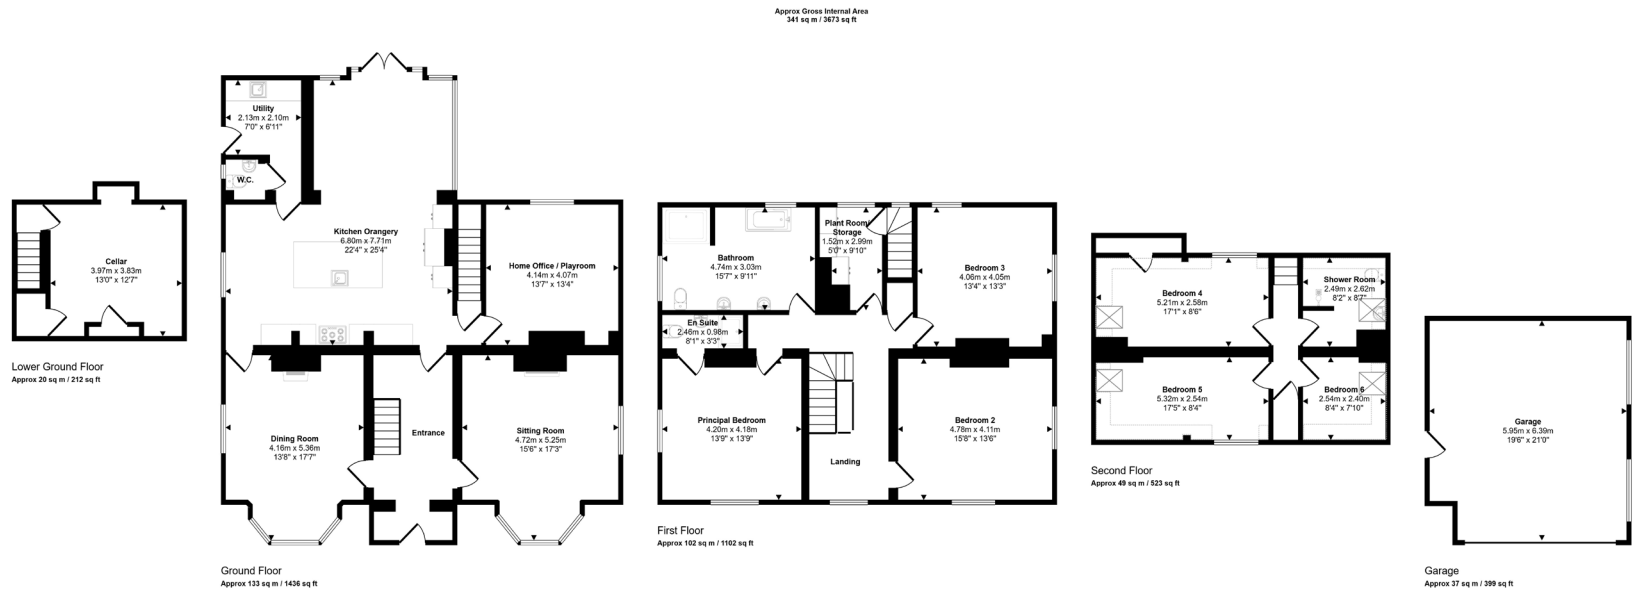 Approx Gross Internal Area
341 sq m / 3673 sq ft
Cellar
3.97m x 3.83m
13'0" x 12'7"
Lower Ground Floor
Approx 20 sq m / 212 sq ft
Utility
2.13m x 2.10m
7'0" x 6'11"
W.C.
Kitchen Orangery
6.80m x 7.71m
22'4" x 25'4"
Home Office / Playroom
4.14m x 4.07m
13'7" x 13'4"
Dining Room
4.16m x 5.36m
13'8" x 17'7"
Entrance
Sitting Room
4.72m x 5.25m
15'6" x 17'3"
Ground Floor
Approx 133 sq m / 1436 sq ft
Bathroom
4.74m x 3.03m
15'7" x 9'11"
Plant Room/
Storage
1.52m x 2.99m
5'0" x 9'10"
Bedroom 3
4.06m x 4.05m
13'4" x 13'3"
En Suite
2.46m x 0.98m
8'1" x 3'3"
Principal Bedroom
4.20m x 4.18m
13'9" x 13'9"
Landing
Bedroom 2
4.78m x 4.11m
15'8" x 13'6"
First Floor
Approx 102 sq m / 1102 sq ft
Bedroom 4
5.21m x 2.58m
17'1" x 8'6"
Shower Room
2.49m x 2.62m
8'2" x 8'7"
Bedroom 5
5.32m x 2.54m
17'5" x 8'4"
Bedroom 6
2.54m x 2.40m
8'4" x 7'10"
Second Floor
Approx 49 sq m / 523 sq ft
Garage
5.95m x 6.39m
19'6" x 21'0"
Garage
Approx 37 sq m / 399 sq ft